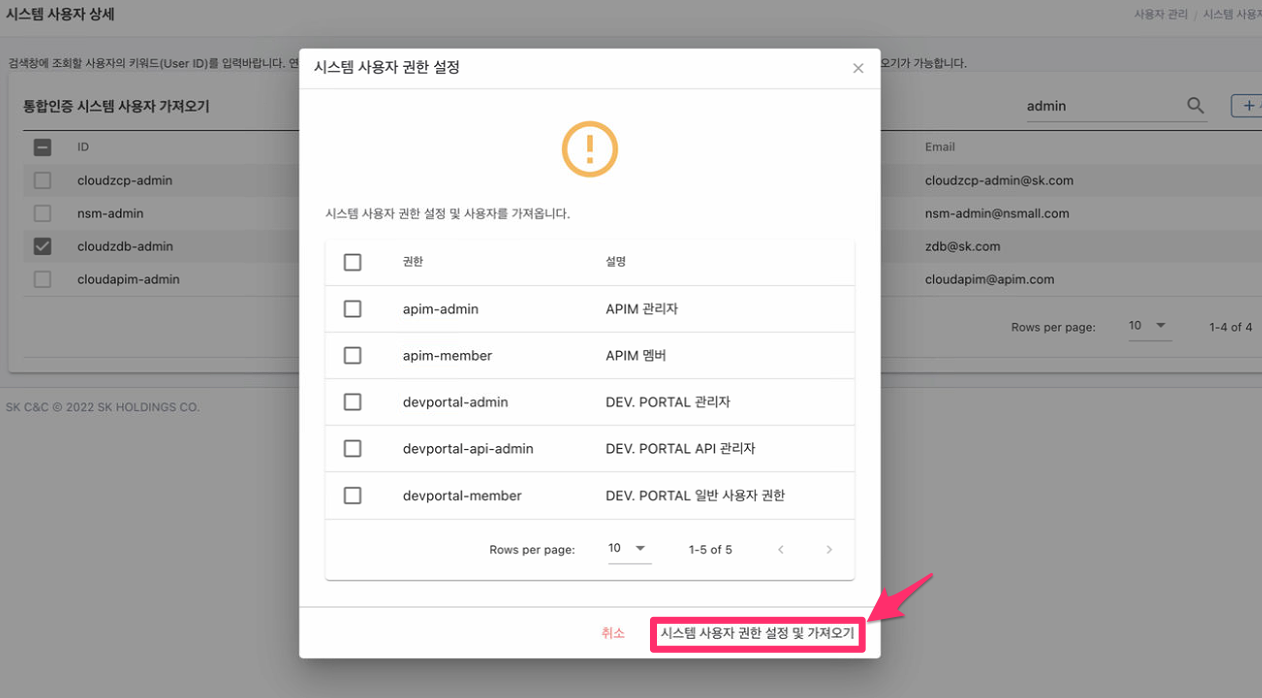 시스템 사용자 상세
사용자 관리 / 시스템 사용자
검색창에 조회할 사용자의 키워드(User ID)를 입력바랍니다.
오기가 가능합니다.
통합인증 시스템 사용자 가져오기
admin
ID
Email
cloudzcp-admin
cloudzcp-admin@sk.com
nsm-admin
nsm-admin@nsmall.com
cloudzdb-admin
zdb@sk.com
cloudapim-admin
cloudapim@apim.com
Rows per page: 10 1-4 of 4
SK C&C © 2022 SK HOLDINGS CO.
시스템 사용자 권한 설정
시스템 사용자 권한 설정 및 사용자를 가져옵니다.
권한 설명
apim-admin APIM 관리자
apim-member APIM 멤버
devportal-admin DEV. PORTAL 관리자
devportal-api-admin DEV. PORTAL API 관리자
devportal-member DEV. PORTAL 일반 사용자 권한
Rows per page: 10 1-5 of 5
취소
시스템 사용자 권한 설정 및 가져오기